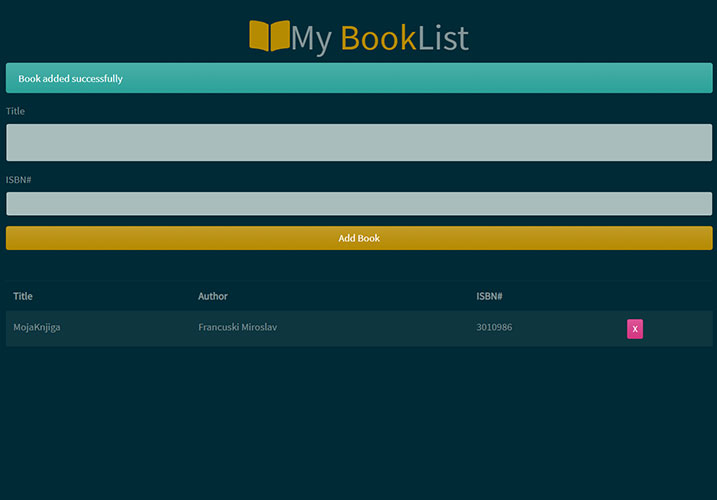 My BookList
Book added successfully
Title
ISBN#
Add Book
Title Author ISBN#
MojaKnjiga Francuski Miroslav 3010986 X